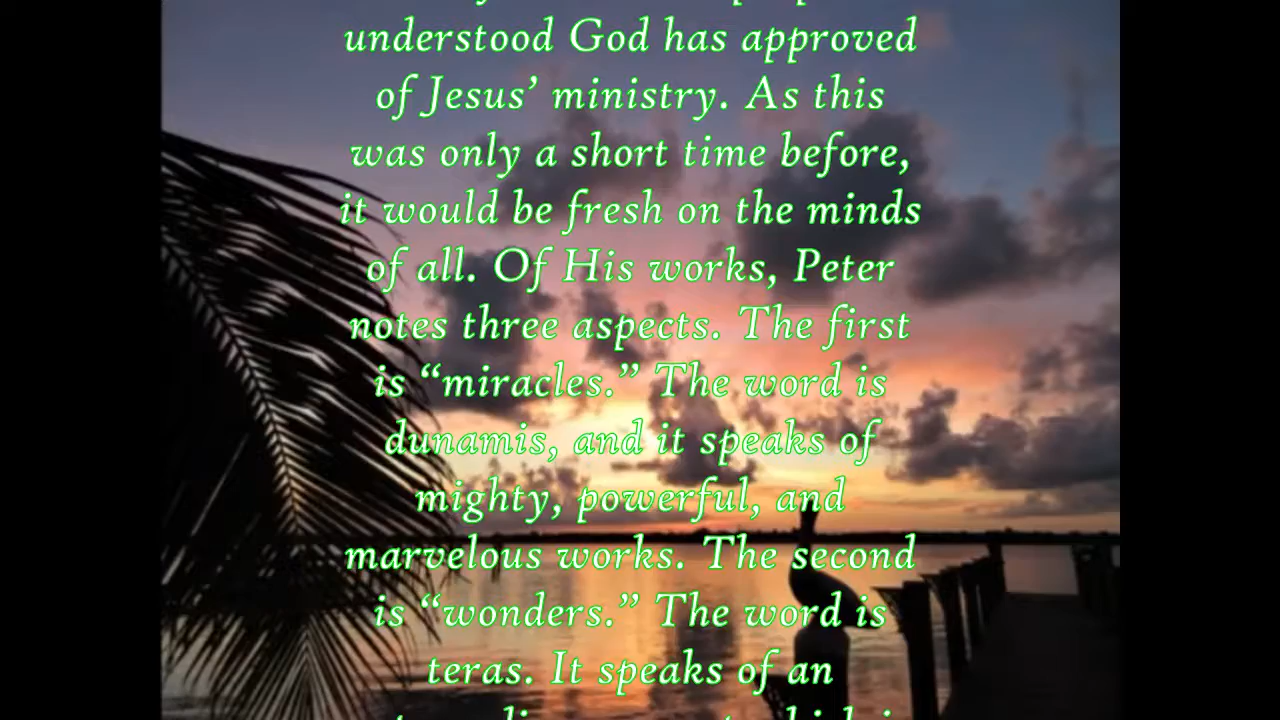 understood God has approved
of Jesus’ ministry. As this
was only a short time before,
it would be fresh on the minds
of all. Of His works, Peter
notes three aspects. The first
is “miracles.” The word is
dunamis, and it speaks of
mighty, powerful, and
marvelous works. The second
is “wonders.” The word is
teras. It speaks of an